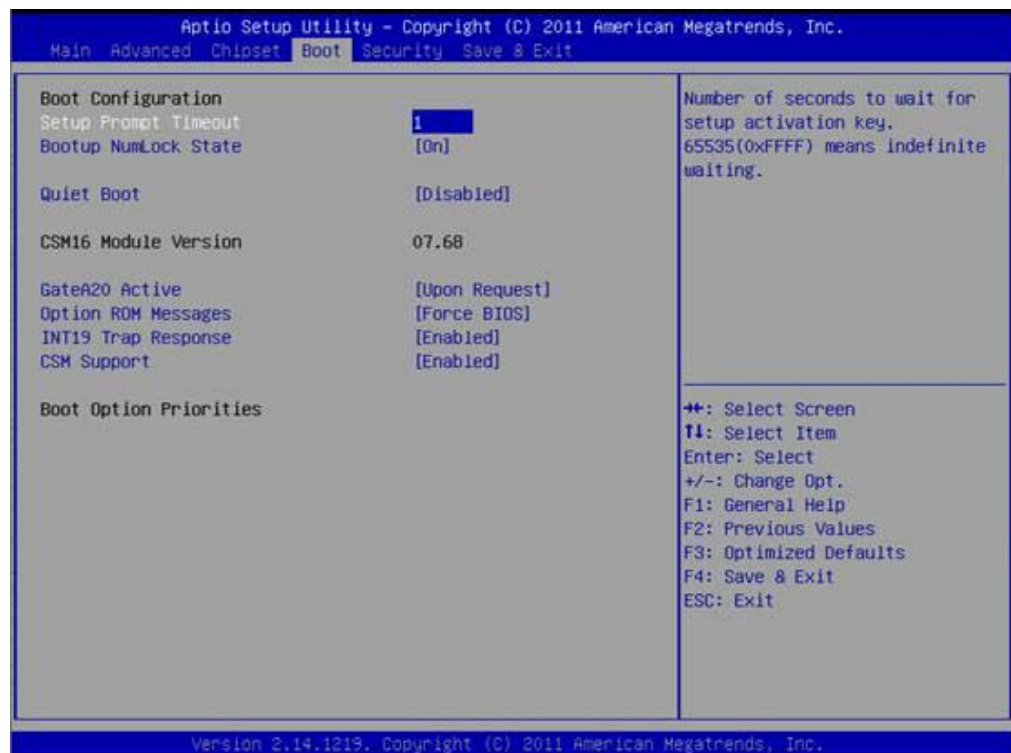 Aptio Setup Utility – Copyright (C) 2011 American Megatrends, Inc.
Main Advanced Chipset Boot Security Save & Exit
Boot Configuration
Setup Prompt Timeout 1
Bootup NumLock State [On]
Quiet Boot [Disabled]
CSM16 Module Version 07.68
GateA20 Active [Upon Request]
Option ROM Messages [Force BIOS]
INT19 Trap Response [Enabled]
CSM Support [Enabled]
Boot Option Priorities
Number of seconds to wait for
setup activation key.
65535(0xFFFF) means indefinite
waiting.
→←: Select Screen
↑↓: Select Item
Enter: Select
+/-: Change Opt.
F1: General Help
F2: Previous Values
F3: Optimized Defaults
F4: Save & Exit
ESC: Exit
Version 2.14.1219. Copyright (C) 2011 American Megatrends, Inc.